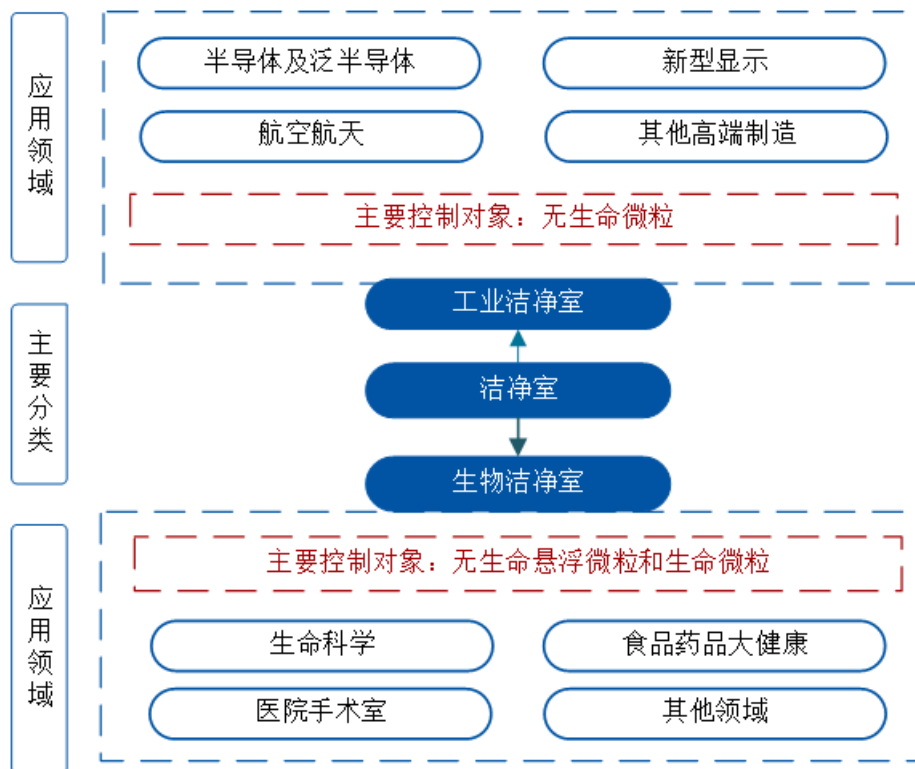 应用领域
半导体及泛半导体
新型显示
航空航天
其他高端制造
主要控制对象：无生命微粒
主要分类
工业洁净室
洁净室
生物洁净室
应用领域
主要控制对象：无生命悬浮微粒和生命微粒
生命科学
食品药品大健康
医院手术室
其他领域